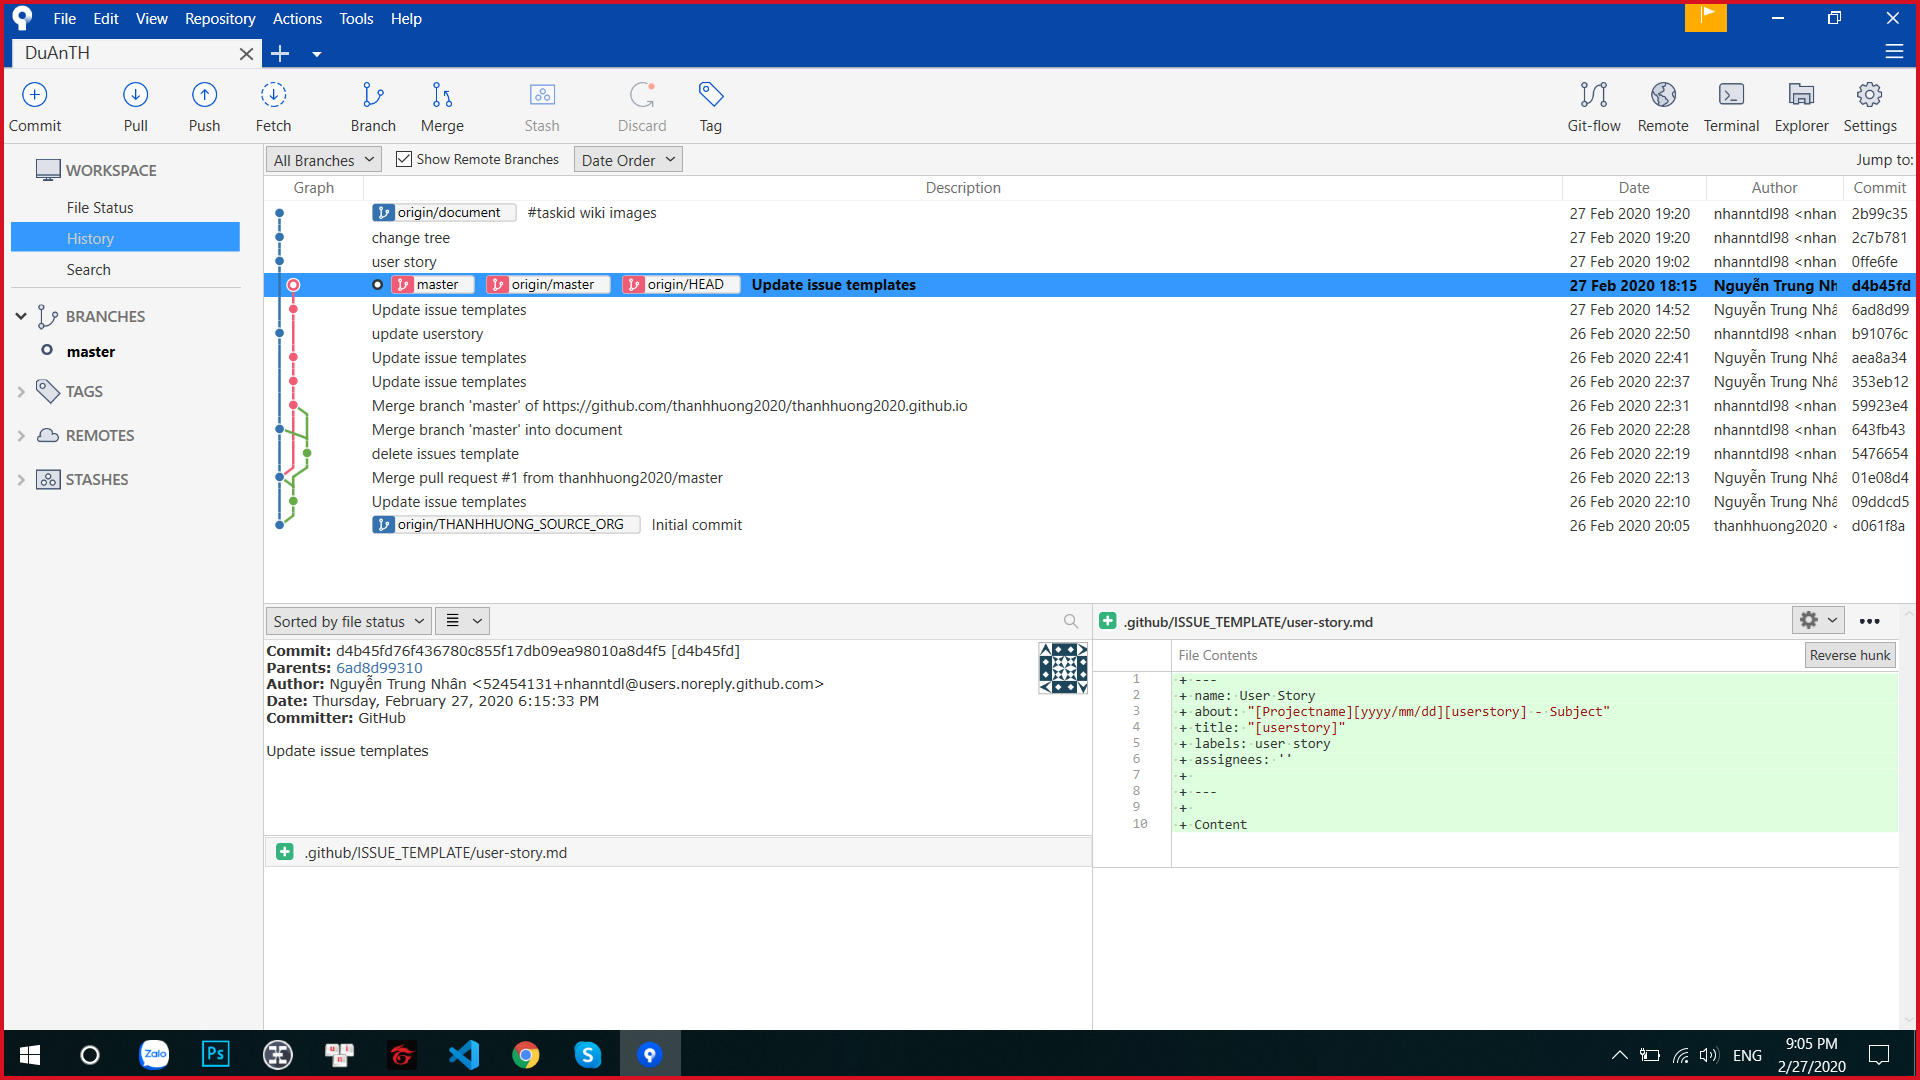 File Edit View Repository Actions Tools Help
DuAnTH
Commit Pull Push Fetch Branch Merge Stash Discard Tag Git-flow Remote Terminal Explorer Settings
WORKSPACE
File Status
History
Search
BRANCHES
master
TAGS
REMOTES
STASHES
All Branches Show Remote Branches Date Order Jump to:
Graph Description Date Author Commit
origin/document #taskid wiki images 27 Feb 2020 19:20 nhanntdl98 <nhan 2b99c35
change tree 27 Feb 2020 19:20 nhanntdl98 <nhan 2c7b781
user story 27 Feb 2020 19:02 nhanntdl98 <nhan 0ffe6fe
master origin/master origin/HEAD Update issue templates 27 Feb 2020 18:15 Nguyễn Trung Nh d4b45fd
Update issue templates 27 Feb 2020 14:52 Nguyễn Trung Nhâ 6ad8d99
update userstory 26 Feb 2020 22:50 nhanntdl98 <nhan b91076c
Update issue templates 26 Feb 2020 22:41 Nguyễn Trung Nhâ aea8a34
Update issue templates 26 Feb 2020 22:37 Nguyễn Trung Nhâ 353eb12
Merge branch 'master' of https://github.com/thanhhuong2020/thanhhuong2020.github.io 26 Feb 2020 22:31 nhanntdl98 <nhan 59923e4
Merge branch 'master' into document 26 Feb 2020 22:28 nhanntdl98 <nhan 643fb43
delete issues template 26 Feb 2020 22:19 nhanntdl98 <nhan 5476654
Merge pull request #1 from thanhhuong2020/master 26 Feb 2020 22:13 Nguyễn Trung Nhâ 01e08d4
Update issue templates 26 Feb 2020 22:10 Nguyễn Trung Nhâ 09ddcd5
origin/THANHHUONG_SOURCE_ORG Initial commit 26 Feb 2020 20:05 thanhhuong2020 < d061f8a
Sorted by file status
Commit: d4b45fd76f436780c855f17db09ea98010a8d4f5 [d4b45fd]
Parents: 6ad8d99310
Author: Nguyễn Trung Nhân <52454131+nhanntdl@users.noreply.github.com>
Date: Thursday, February 27, 2020 6:15:33 PM
Committer: GitHub
Update issue templates
.github/ISSUE_TEMPLATE/user-story.md
.github/ISSUE_TEMPLATE/user-story.md
File Contents Reverse hunk
1 + ---
2 + name: User Story
3 + about: "[Projectname][yyyy/mm/dd][userstory] - Subject"
4 + title: "[userstory]"
5 + labels: user story
6 + assignees: ''
7 +
8 + ---
9 +
10 + Content
Zalo Ps u i n S ENG 9:05 PM
2/27/2020